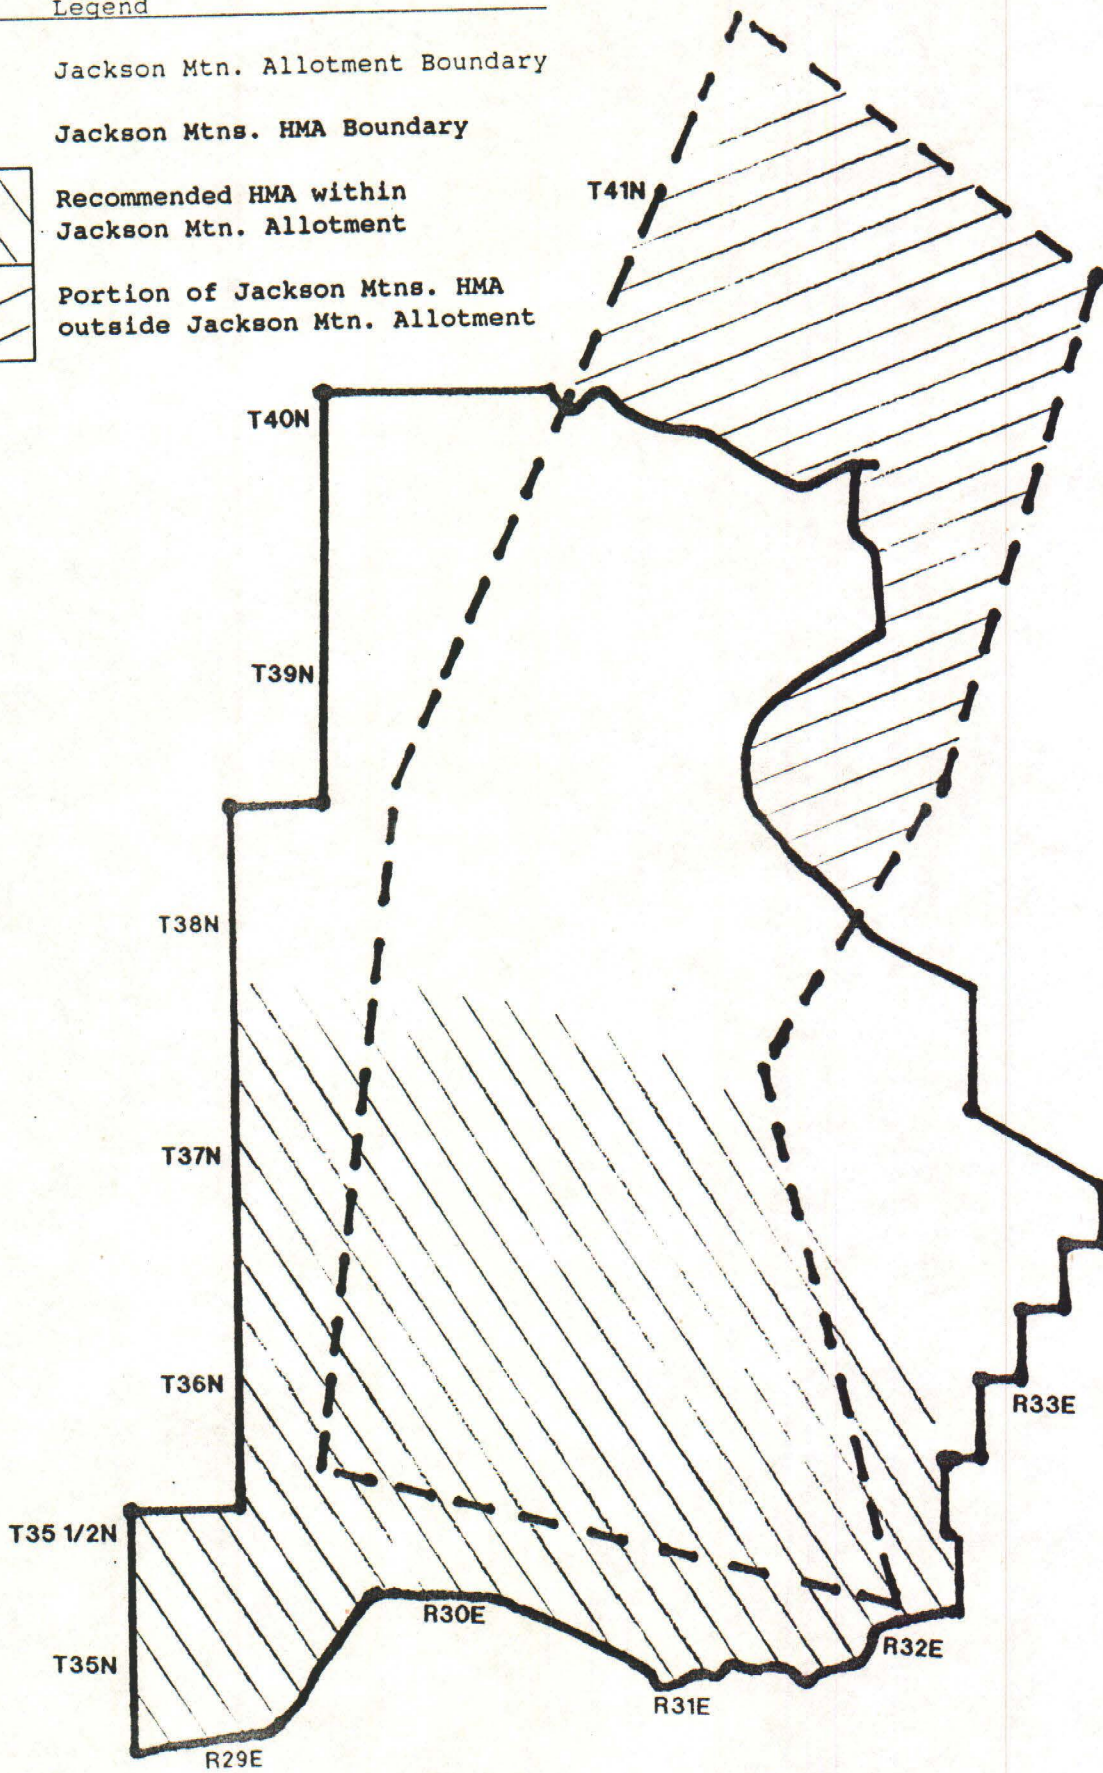 Legend
Jackson Mtn. Allotment Boundary
Jackson Mtns. HMA Boundary
Recommended HMA within
Jackson Mtn. Allotment
Portion of Jackson Mtns. HMA
outside Jackson Mtn. Allotment
T41N
T40N
T39N
T38N
T37N
T36N
R33E
T35 1/2N
R30E
R32E
T35N
R31E
R29E